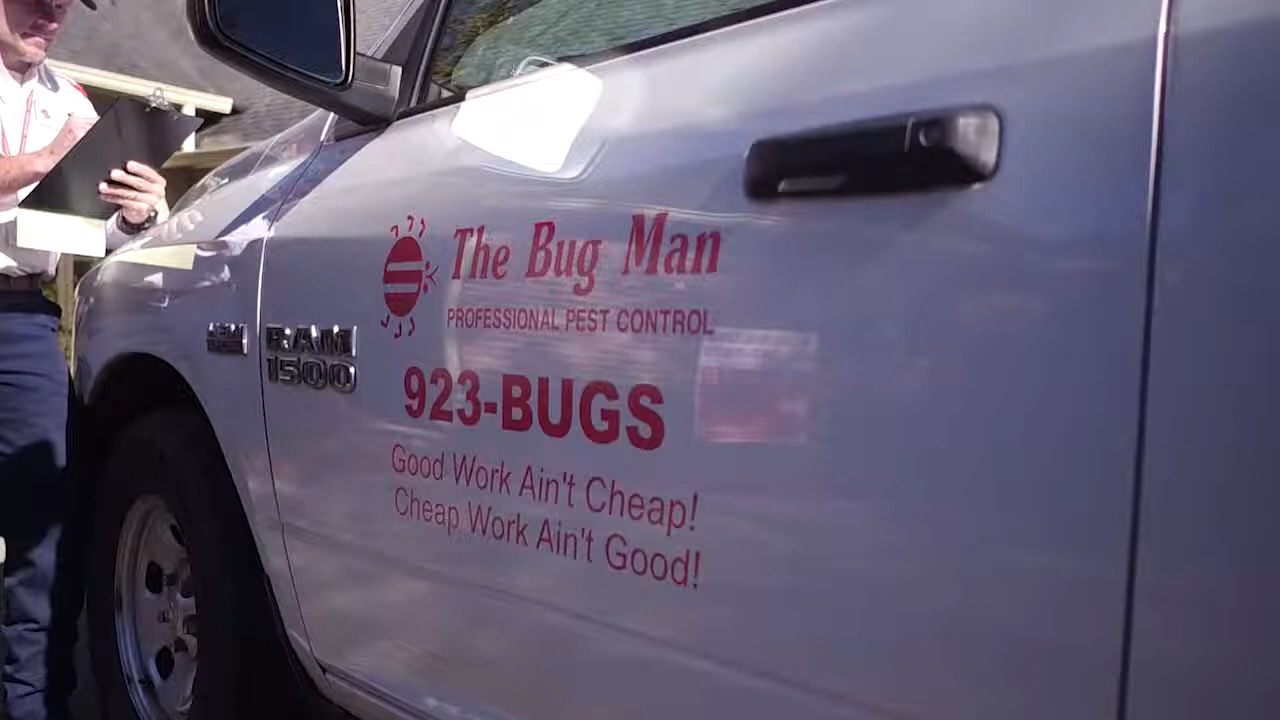 The Bug Man
PROFESSIONAL PEST CONTROL
RAM
1500
923-BUGS
Good Work Ain't Cheap!
Cheap Work Ain't Good!